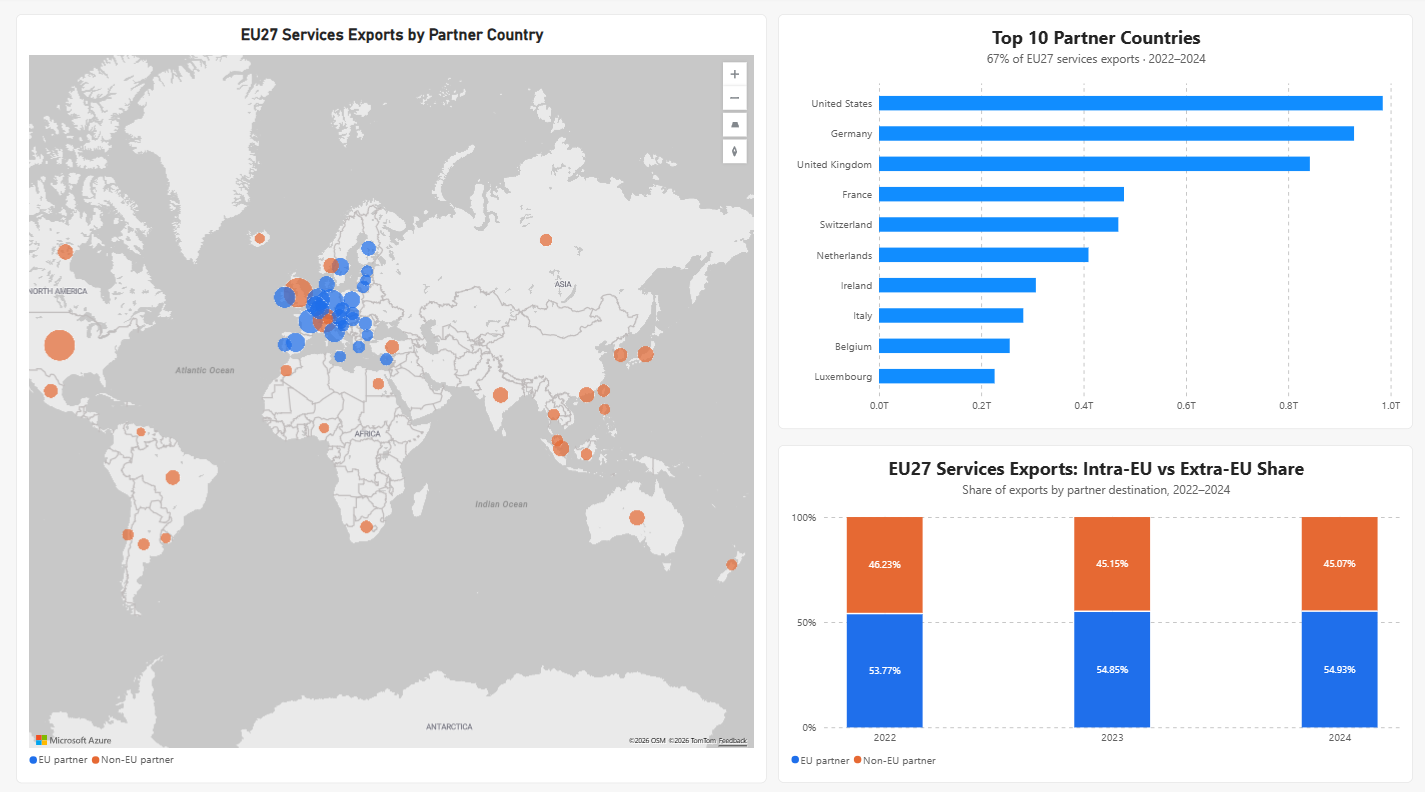 EU27 Services Exports by Partner Country
NORTH AMERICA
ASIA
Atlantic Ocean
AFRICA
Indian Ocean
ANTARCTICA
Microsoft Azure
©2026 OSM ©2026 TomTom Feedback
EU partner Non-EU partner
Top 10 Partner Countries
67% of EU27 services exports · 2022–2024
United States
Germany
United Kingdom
France
Switzerland
Netherlands
Ireland
Italy
Belgium
Luxembourg
0.0T 0.2T 0.4T 0.6T 0.8T 1.0T
EU27 Services Exports: Intra-EU vs Extra-EU Share
Share of exports by partner destination, 2022–2024
100%
46.23% 45.15% 45.07%
50%
53.77% 54.85% 54.93%
0%
2022 2023 2024
EU partner Non-EU partner